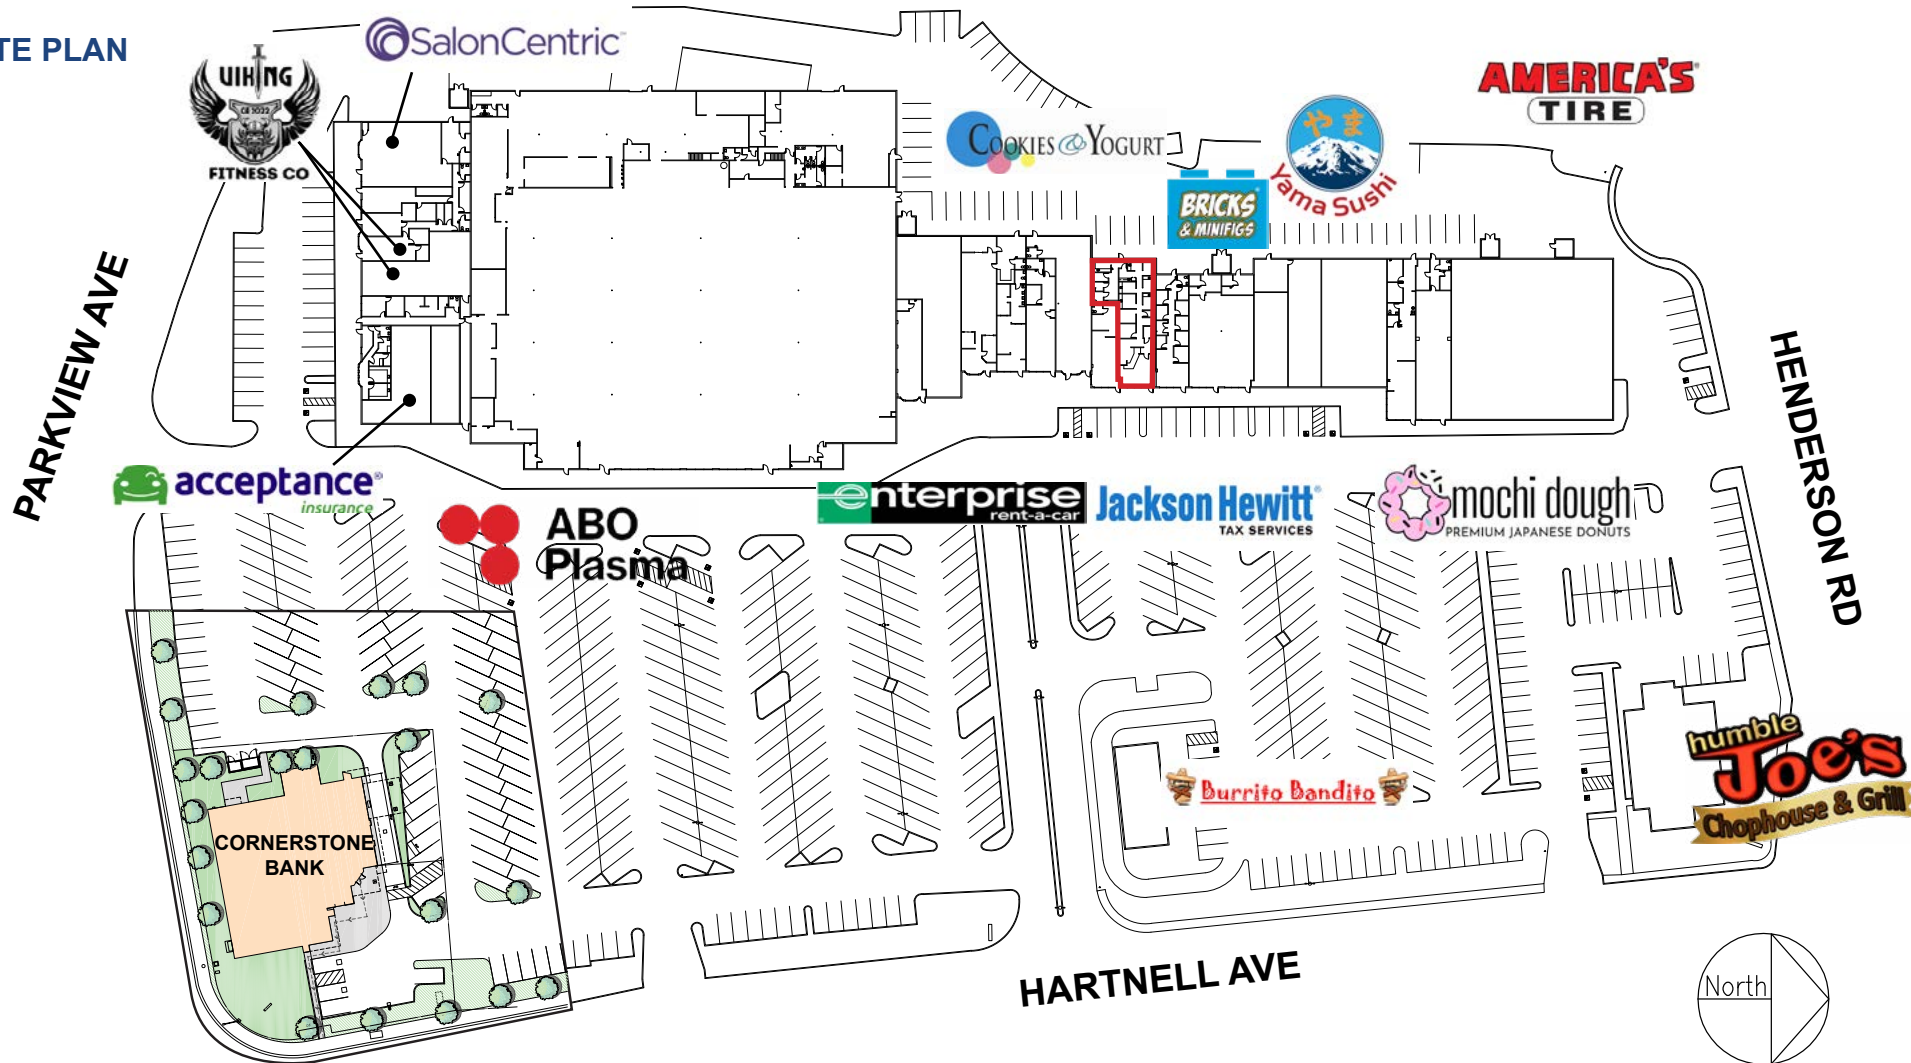 TE PLAN
SalonCentric
VIKING
FITNESS CO
COOKIES & YOGURT
BRICKS
& MINIFIGS
やま
Yama Sushi
AMERICA'S
TIRE
PARKVIEW AVE
HENDERSON RD
acceptance
insurance
ABO
Plasma
enterprise
rent-a-car
Jackson Hewitt
TAX SERVICES
mochi dough
PREMIUM JAPANESE DONUTS
Burrito Bandito
humble
Joe's
Chophouse & Grill
CORNERSTONE
BANK
HARTNELL AVE
North